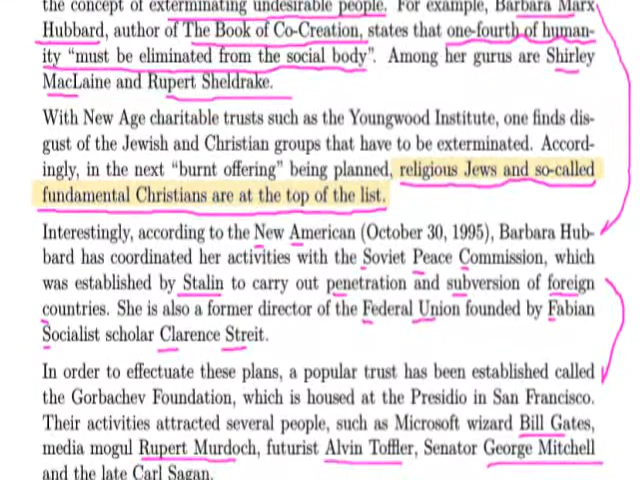 the concept of exterminating undesirable people. For example, Barbara Marx
Hubbard, author of The Book of Co-Creation, states that one-fourth of human-
ity “must be eliminated from the social body”. Among her gurus are Shirley
MacLaine and Rupert Sheldrake.
With New Age charitable trusts such as the Youngwood Institute, one finds dis-
gust of the Jewish and Christian groups that have to be exterminated. Accord-
ingly, in the next “burnt offering” being planned, religious Jews and so-called
fundamental Christians are at the top of the list.
Interestingly, according to the New American (October 30, 1995), Barbara Hub-
bard has coordinated her activities with the Soviet Peace Commission, which
was established by Stalin to carry out penetration and subversion of foreign
countries. She is also a former director of the Federal Union founded by Fabian
Socialist scholar Clarence Streit.
In order to effectuate these plans, a popular trust has been established called
the Gorbachev Foundation, which is housed at the Presidio in San Francisco.
Their activities attracted several people, such as Microsoft wizard Bill Gates,
media mogul Rupert Murdoch, futurist Alvin Toffler, Senator George Mitchell
and the late Carl Sagan.